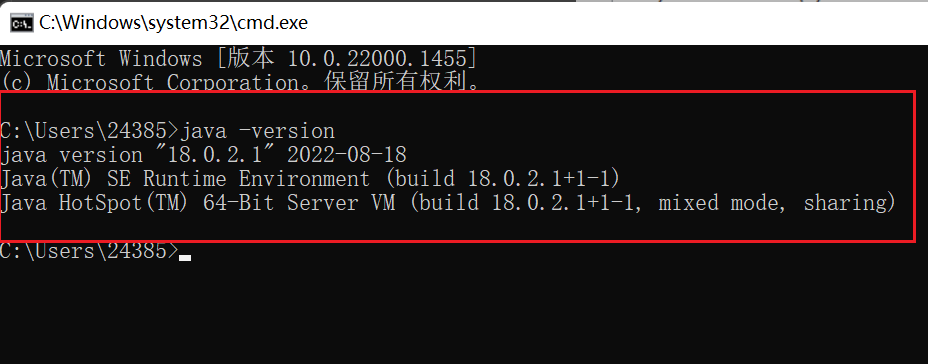 C:\Windows\system32\cmd.exe
Microsoft Windows [版本 10.0.22000.1455]
(c) Microsoft Corporation。保留所有权利。
C:\Users\24385>java -version
java version "18.0.2.1" 2022-08-18
Java(TM) SE Runtime Environment (build 18.0.2.1+1-1)
Java HotSpot(TM) 64-Bit Server VM (build 18.0.2.1+1-1, mixed mode, sharing)
C:\Users\24385>